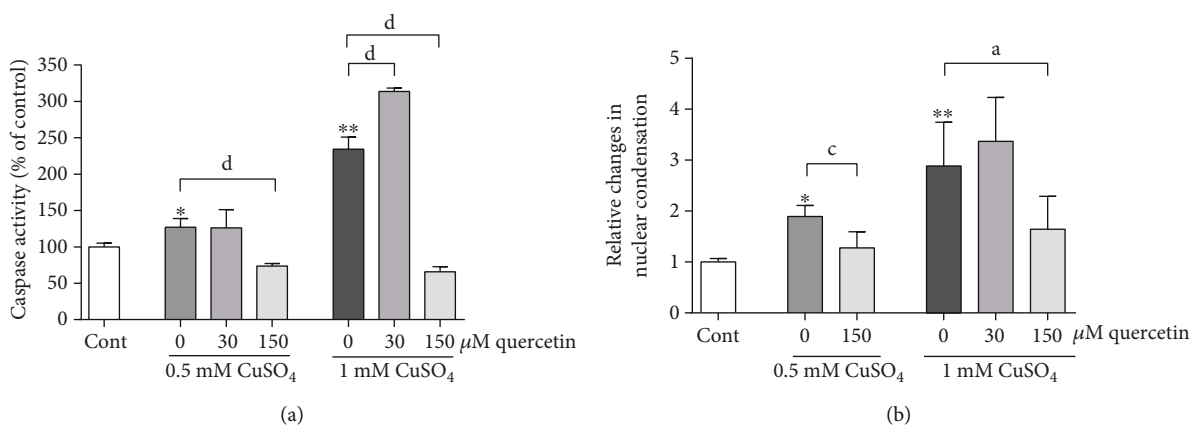 Caspase activity (% of control)
350
300
250
200
150
100
50
0
*
d
**
d
d
Cont
0 30 150
0 30 150 μM quercetin
0.5 mM CuSO₄
1 mM CuSO₄
(a)
Relative changes in
nuclear condensation
5
4
3
2
1
0
*
c
**
a
Cont
0 150
0 30 150 μM quercetin
0.5 mM CuSO₄
1 mM CuSO₄
(b)